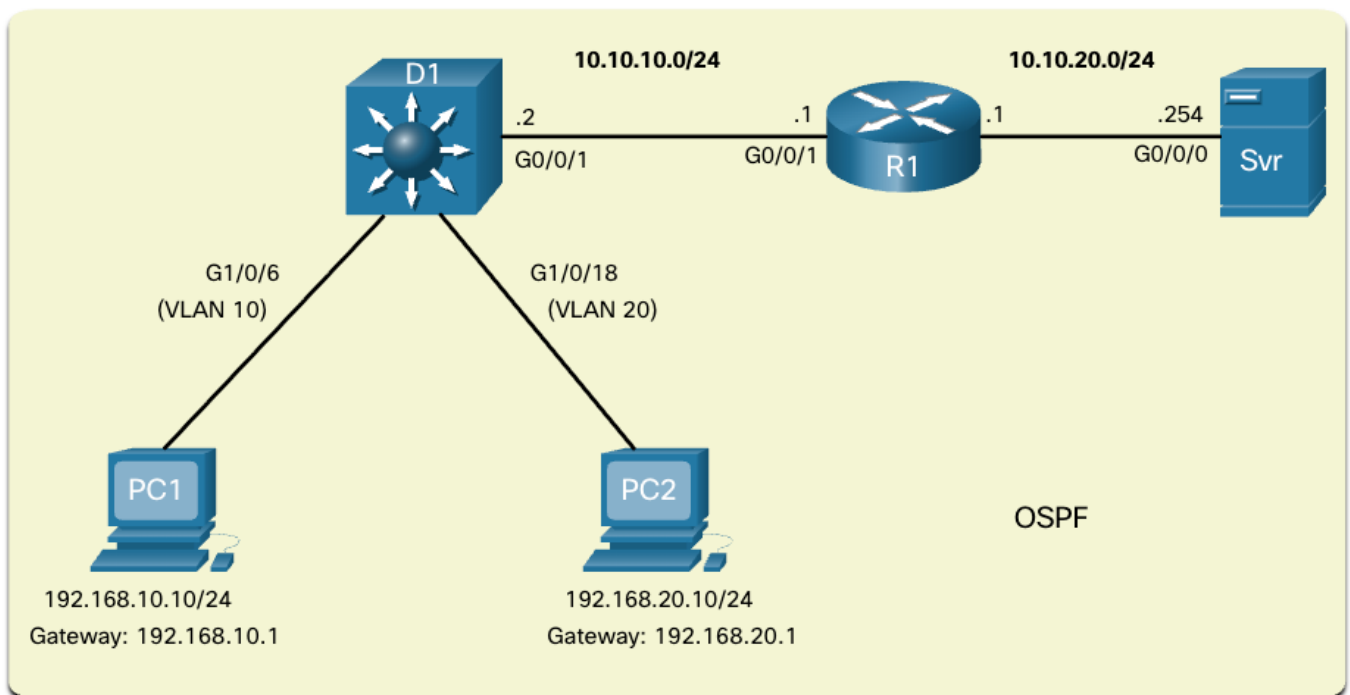 10.10.10.0/24
10.10.20.0/24
D1
.2
.1
.1
.254
G0/0/1
G0/0/1
G0/0/0
R1
Svr
G1/0/6
(VLAN 10)
G1/0/18
(VLAN 20)
PC1
PC2
OSPF
192.168.10.10/24
Gateway: 192.168.10.1
192.168.20.10/24
Gateway: 192.168.20.1